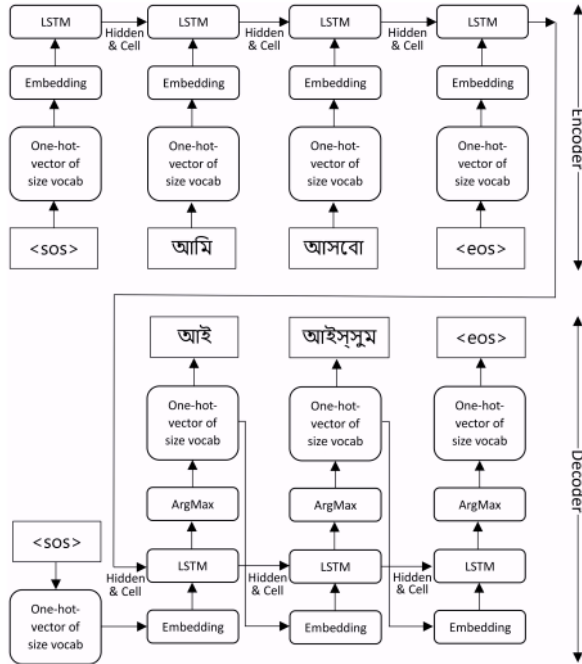 LSTM
Hidden
& Cell
LSTM
Hidden
& Cell
LSTM
Hidden
& Cell
LSTM
Embedding
Embedding
Embedding
Embedding
One-hot-
vector of
size vocab
One-hot-
vector of
size vocab
One-hot-
vector of
size vocab
One-hot-
vector of
size vocab
<sos>
আমি
আসবো
<eos>
Encoder
আই
আইস্‌সুম
<eos>
One-hot-
vector of
size vocab
One-hot-
vector of
size vocab
One-hot-
vector of
size vocab
ArgMax
ArgMax
ArgMax
<sos>
Hidden
& Cell
LSTM
Hidden
& Cell
LSTM
Hidden
& Cell
LSTM
One-hot-
vector of
size vocab
Embedding
Embedding
Embedding
Decoder